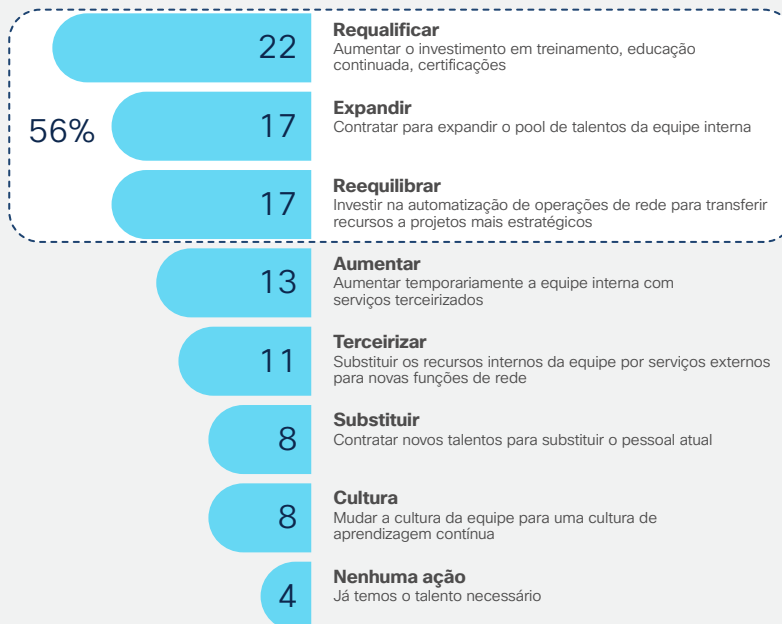 22
Requalificar
Aumentar o investimento em treinamento, educação
continuada, certificações
56%
17
Expandir
Contratar para expandir o pool de talentos da equipe interna
17
Reequilibrar
Investir na automatização de operações de rede para transferir
recursos a projetos mais estratégicos
13
Aumentar
Aumentar temporariamente a equipe interna com
serviços terceirizados
11
Terceirizar
Substituir os recursos internos da equipe por serviços externos
para novas funções de rede
8
Substituir
Contratar novos talentos para substituir o pessoal atual
8
Cultura
Mudar a cultura da equipe para uma cultura de
aprendizagem contínua
4
Nenhuma ação
Já temos o talento necessário